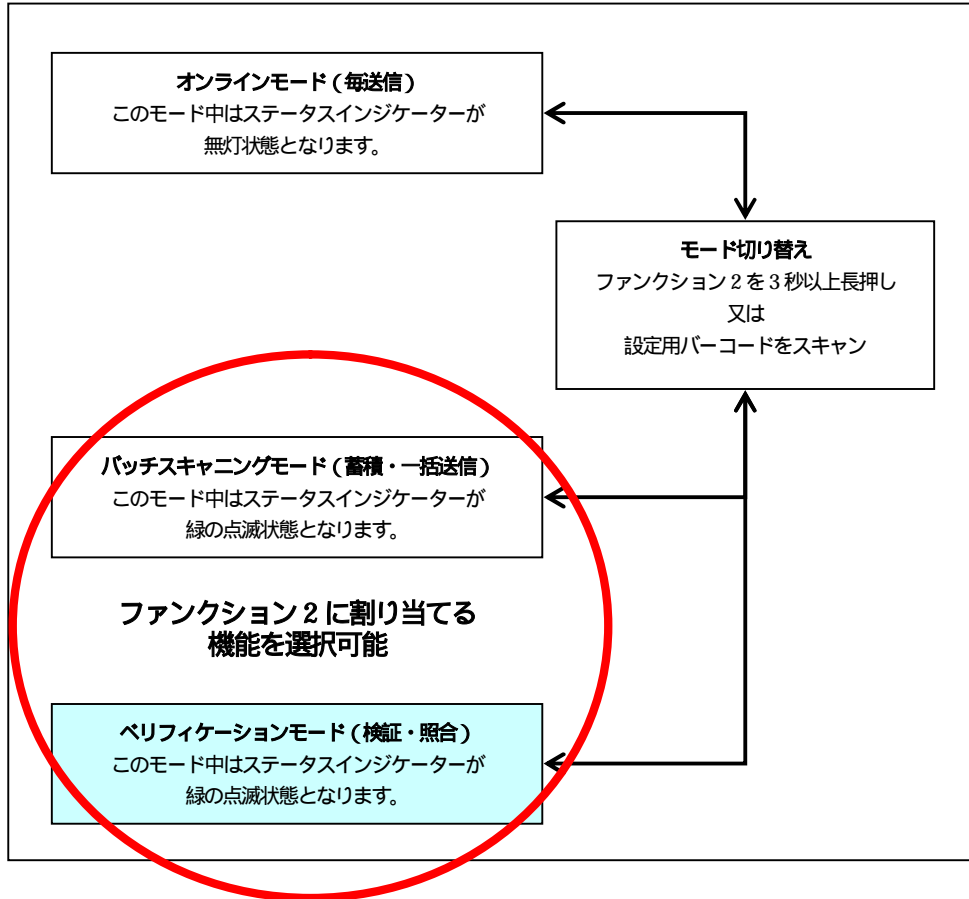 オンラインモード（毎送信）
このモード中はステータスインジケーターが
無灯状態となります。
モード切り替え
ファンクション２を３秒以上長押し
又は
設定用バーコードをスキャン
バッチスキャニングモード（蓄積・一括送信）
このモード中はステータスインジケーターが
緑の点滅状態となります。
ファンクション２に割り当てる
機能を選択可能
ベリフィケーションモード（検証・照合）
このモード中はステータスインジケーターが
緑の点滅状態となります。